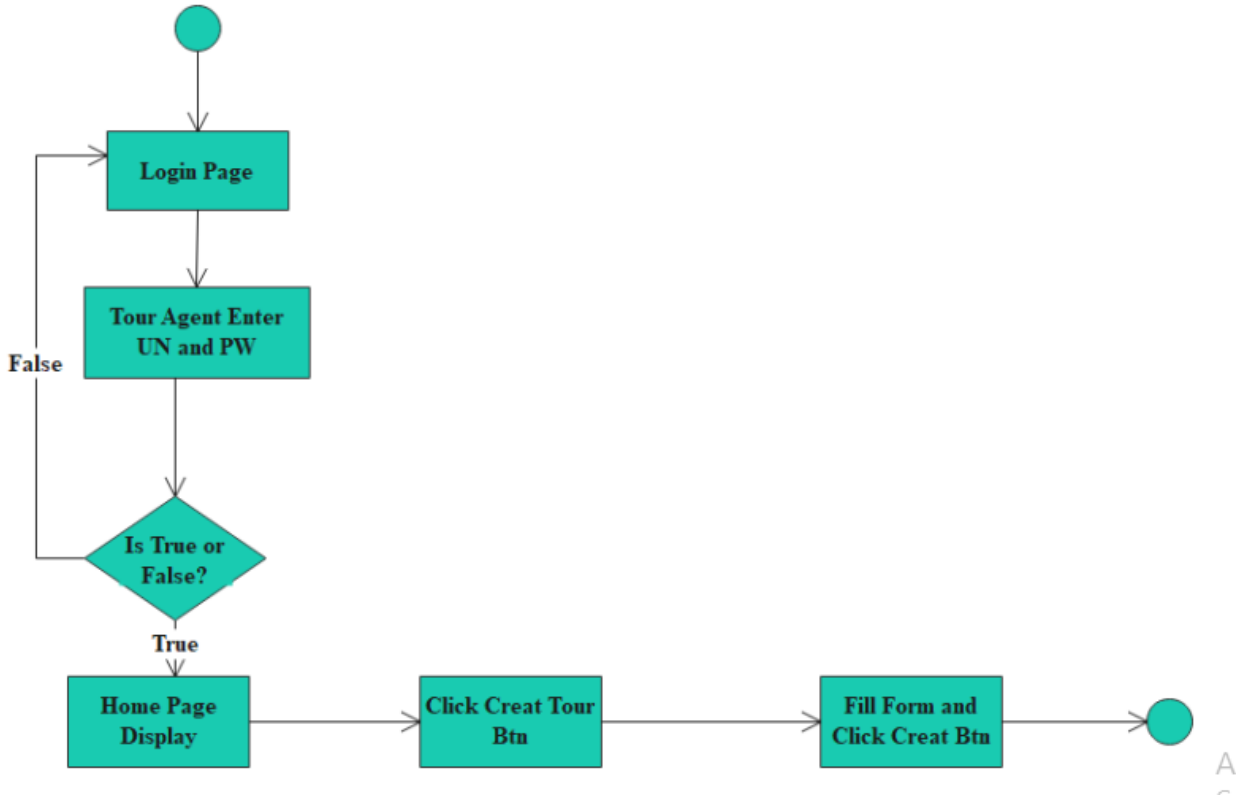 Login Page
Tour Agent Enter
UN and PW
False
Is True or
False?
True
Home Page
Display
Click Creat Tour
Btn
Fill Form and
Click Creat Btn
A